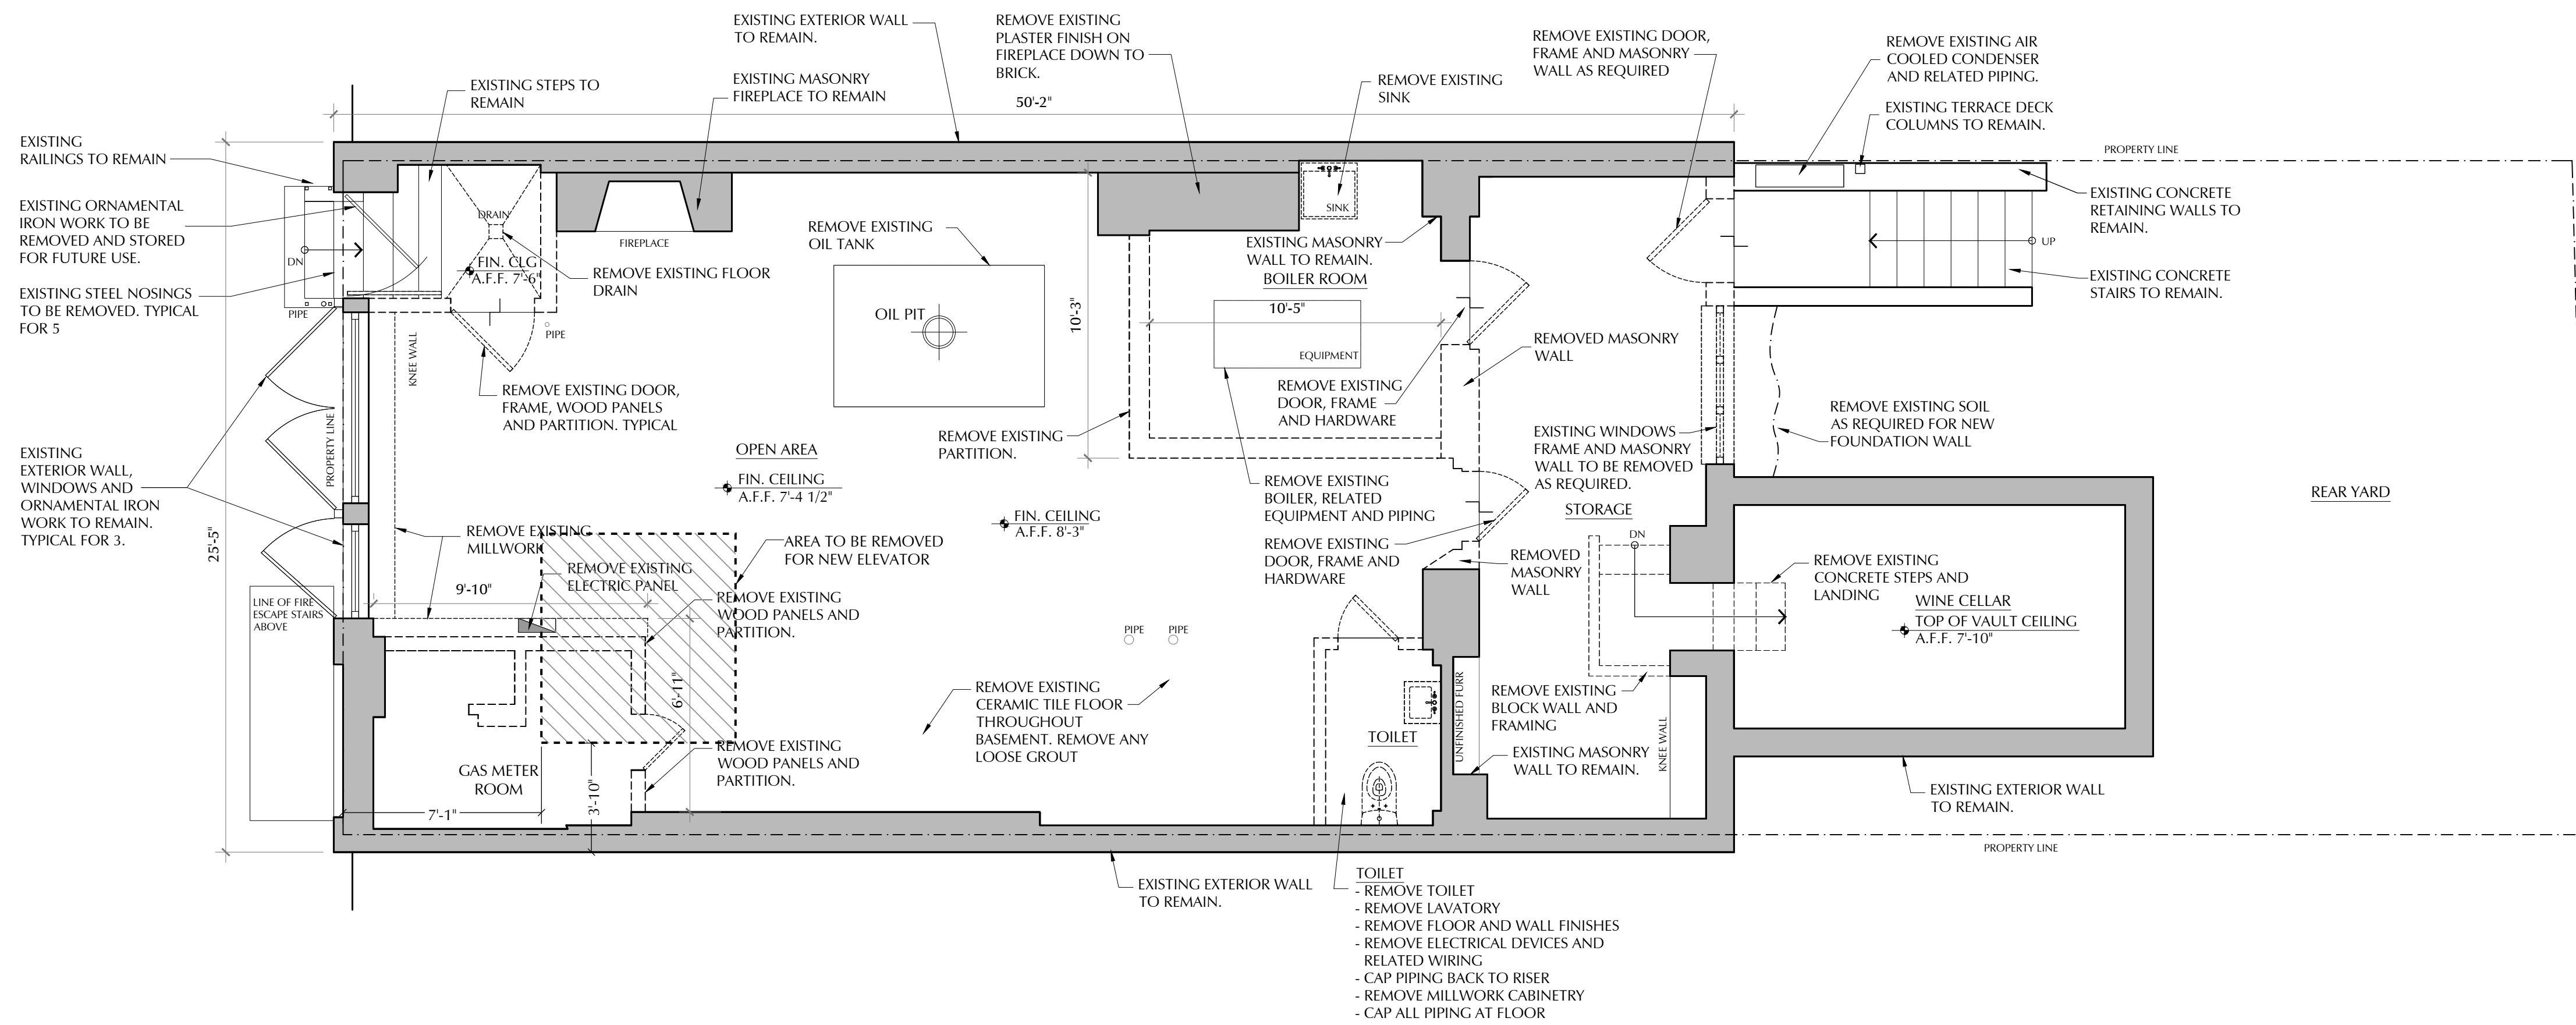 EXISTING EXTERIOR WALL
TO REMAIN.
REMOVE EXISTING
PLASTER FINISH ON
FIREPLACE DOWN TO
BRICK.
50'-2"
EXISTING MASONRY
FIREPLACE TO REMAIN
EXISTING STEPS TO
REMAIN
REMOVE EXISTING
SINK
REMOVE EXISTING DOOR,
FRAME AND MASONRY
WALL AS REQUIRED
REMOVE EXISTING AIR
COOLED CONDENSER
AND RELATED PIPING.
EXISTING TERRACE DECK
COLUMNS TO REMAIN.
PROPERTY LINE
EXISTING
RAILINGS TO REMAIN
EXISTING ORNAMENTAL
IRON WORK TO BE
REMOVED AND STORED
FOR FUTURE USE.
EXISTING STEEL NOSINGS
TO BE REMOVED. TYPICAL
FOR 5
DN
PIPE
DRAIN
FIN. CLG
A.F.F. 7'-6"
REMOVE EXISTING FLOOR
DRAIN
FIREPLACE
PIPE
REMOVE EXISTING
OIL TANK
OIL PIT
SINK
EXISTING MASONRY
WALL TO REMAIN.
BOILER ROOM
10'-5"
EQUIPMENT
10'-3"
EXISTING CONCRETE
RETAINING WALLS TO
REMAIN.
UP
EXISTING CONCRETE
STAIRS TO REMAIN.
REMOVED MASONRY
WALL
REMOVE EXISTING
DOOR, FRAME
AND HARDWARE
KNEE WALL
REMOVE EXISTING DOOR,
FRAME, WOOD PANELS
AND PARTITION. TYPICAL
PROPERTY LINE
EXISTING
EXTERIOR WALL,
WINDOWS AND
ORNAMENTAL IRON
WORK TO REMAIN.
TYPICAL FOR 3.
25'-5"
OPEN AREA
FIN. CEILING
A.F.F. 7'-4 1/2"
REMOVE EXISTING
PARTITION.
FIN. CEILING
A.F.F. 8'-3"
REMOVE EXISTING SOIL
AS REQUIRED FOR NEW
FOUNDATION WALL
EXISTING WINDOWS
FRAME AND MASONRY
WALL TO BE REMOVED
AS REQUIRED.
STORAGE
REAR YARD
REMOVE EXISTING
BOILER, RELATED
EQUIPMENT AND PIPING
REMOVE EXISTING
DOOR, FRAME AND
HARDWARE
REMOVED
MASONRY
WALL
DN
REMOVE EXISTING
CONCRETE STEPS AND
LANDING
WINE CELLAR
TOP OF VAULT CEILING
A.F.F. 7'-10"
REMOVE EXISTING
MILLWORK
AREA TO BE REMOVED
FOR NEW ELEVATOR
REMOVE EXISTING
ELECTRIC PANEL
9'-10"
LINE OF FIRE
ESCAPE STAIRS
ABOVE
REMOVE EXISTING
WOOD PANELS AND
PARTITION.
PIPE
PIPE
6'-11"
REMOVE EXISTING
CERAMIC TILE FLOOR
THROUGHOUT
BASEMENT. REMOVE ANY
LOOSE GROUT
REMOVE EXISTING
WOOD PANELS AND
PARTITION.
GAS METER
ROOM
7'-1"
3'-10"
TOILET
UNFINISHED FURR
REMOVE EXISTING
BLOCK WALL AND
FRAMING
EXISTING MASONRY
WALL TO REMAIN.
KNEE WALL
EXISTING EXTERIOR WALL
TO REMAIN.
PROPERTY LINE
EXISTING EXTERIOR WALL
TO REMAIN.
TOILET
- REMOVE TOILET
- REMOVE LAVATORY
- REMOVE FLOOR AND WALL FINISHES
- REMOVE ELECTRICAL DEVICES AND
RELATED WIRING
- CAP PIPING BACK TO RISER
- REMOVE MILLWORK CABINETRY
- CAP ALL PIPING AT FLOOR